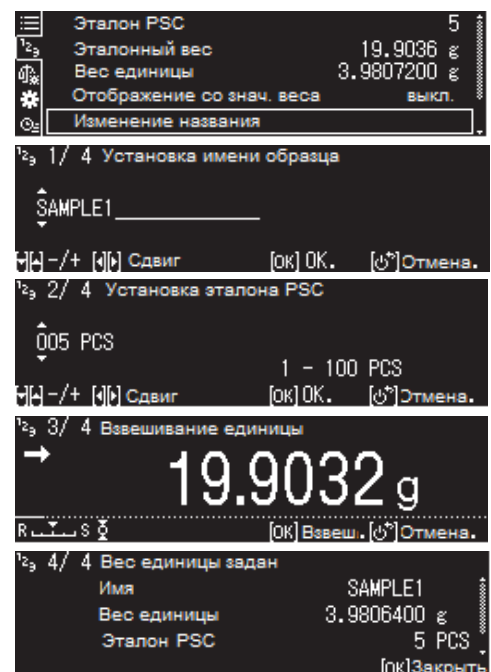 Эталон PSC 5
Эталонный вес 19.9036 g
Вес единицы 3.9807200 g
Отображение со знач. веса выкл.
Изменение названия
1/ 4 Установка имени образца
SAMPLE1
-/+ Сдвиг [OK] OK. Отмена.
2/ 4 Установка эталона PSC
005 PCS
1 - 100 PCS
-/+ Сдвиг [OK] OK. Отмена.
3/ 4 Взвешивание единицы
19.9032 g
R S [OK] Взвеш. Отмена.
4/ 4 Вес единицы задан
Имя SAMPLE1
Вес единицы 3.9806400 g
Эталон PSC 5 PCS
[OK]Закрыть